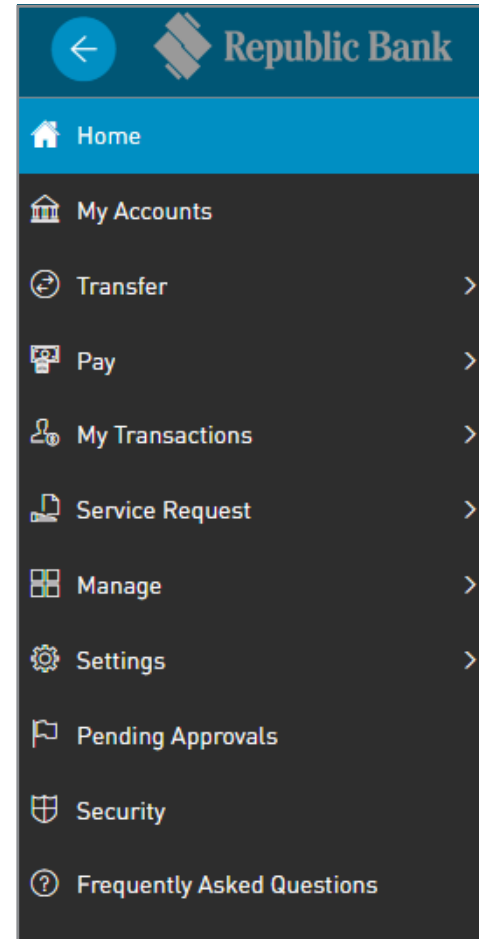 Republic Bank
Home
My Accounts
Transfer
Pay
My Transactions
Service Request
Manage
Settings
Pending Approvals
Security
Frequently Asked Questions